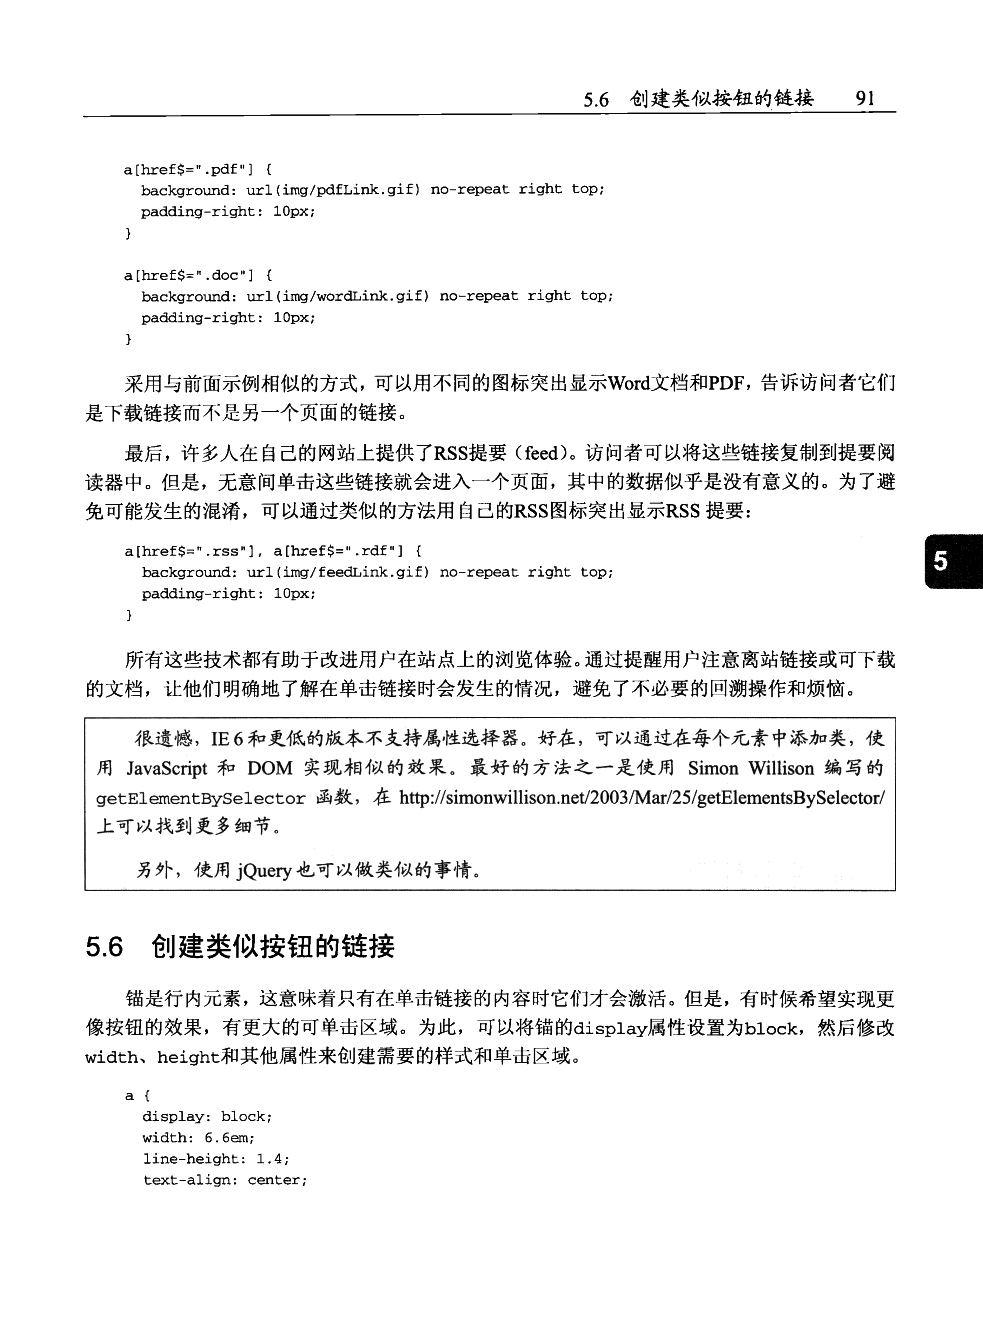 5.6 创建类似按钮的链接 91
a[href$=".pdf"] {
background: url(img/pdfLink.gif) no-repeat right top;
padding-right: 10px;
}
a[href$=".doc"] {
background: url(img/wordLink.gif) no-repeat right top;
padding-right: 10px;
}
采用与前面示例相似的方式，可以用不同的图标突出显示Word文档和PDF，告诉访问者它们
是下载链接而不是另一个页面的链接。
最后，许多人在自己的网站上提供了RSS提要（feed）。访问者可以将这些链接复制到提要阅
读器中。但是，无意间单击这些链接就会进入一个页面，其中的数据似乎是没有意义的。为了避
免可能发生的混淆，可以通过类似的方法用自己的RSS图标突出显示RSS 提要：
a[href$=".rss"], a[href$=".rdf"] {
background: url(img/feedLink.gif) no-repeat right top;
padding-right: 10px;
}
5
所有这些技术都有助于改进用户在站点上的浏览体验。通过提醒用户注意离站链接或可下载
的文档，让他们明确地了解在单击链接时会发生的情况，避免了不必要的回溯操作和烦恼。
很遗憾，IE 6 和更低的版本不支持属性选择器。好在，可以通过在每个元素中添加类，使
用 JavaScript 和 DOM 实现相似的效果。最好的方法之一是使用 Simon Willison 编写的
getElementBySelector 函数，在 http://simonwillison.net/2003/Mar/25/getElementsBySelector/
上可以找到更多细节。
另外，使用 jQuery 也可以做类似的事情。
5.6 创建类似按钮的链接
锚是行内元素，这意味着只有在单击链接的内容时它们才会激活。但是，有时候希望实现更
像按钮的效果，有更大的可单击区域。为此，可以将锚的display属性设置为block，然后修改
width、height和其他属性来创建需要的样式和单击区域。
a {
display: block;
width: 6.6em;
line-height: 1.4;
text-align: center;